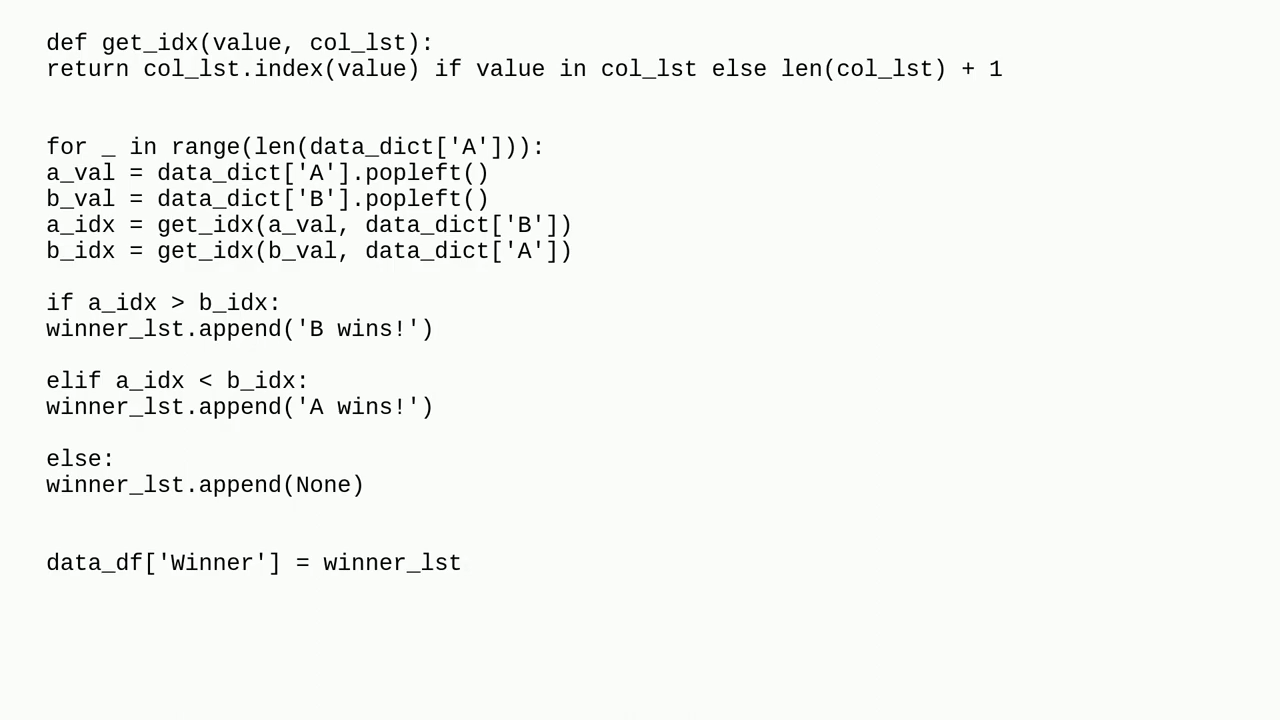 def get_idx(value, col_lst):
return col_lst.index(value) if value in col_lst else len(col_lst) + 1
for _ in range(len(data_dict['A'])):
a_val = data_dict['A'].popleft()
b_val = data_dict['B'].popleft()
a_idx = get_idx(a_val, data_dict['B'])
b_idx = get_idx(b_val, data_dict['A'])
if a_idx > b_idx:
winner_lst.append('B wins!')
elif a_idx < b_idx:
winner_lst.append('A wins!')
else:
winner_lst.append(None)
data_df['Winner'] = winner_lst